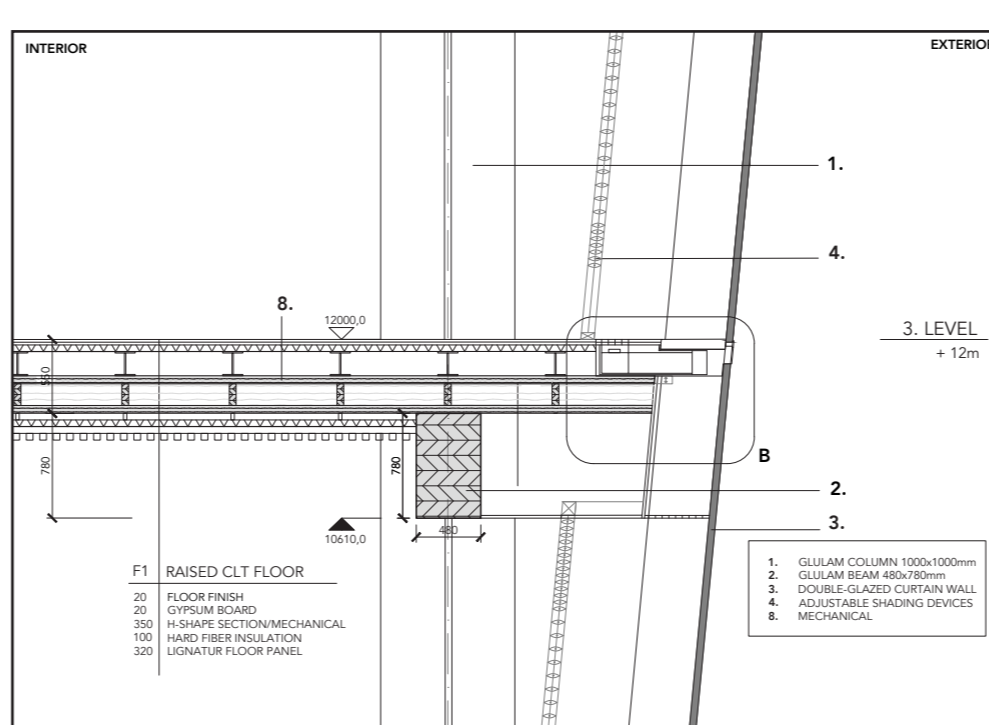 INTERIOR
EXTERIOR
1.
4.
8.
12000,0
3. LEVEL
+ 12m
550
780
780
B
2.
480
3.
10610,0
F1 RAISED CLT FLOOR
20 FLOOR FINISH
20 GYPSUM BOARD
350 H-SHAPE SECTION/MECHANICAL
100 HARD FIBER INSULATION
320 LIGNATUR FLOOR PANEL
1. GLULAM COLUMN 1000x1000mm
2. GLULAM BEAM 480x780mm
3. DOUBLE-GLAZED CURTAIN WALL
4. ADJUSTABLE SHADING DEVICES
8. MECHANICAL